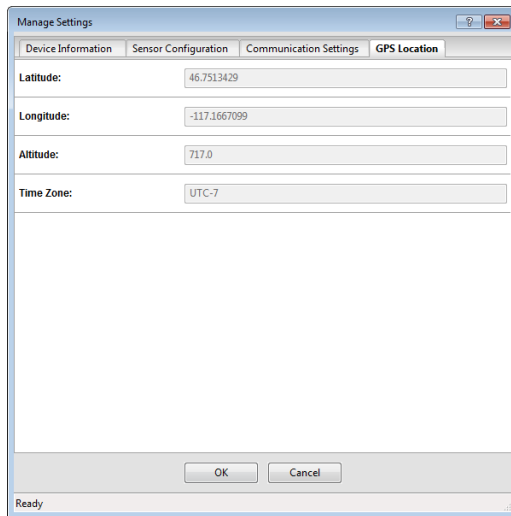 Manage Settings
?
Device Information Sensor Configuration Communication Settings GPS Location
Latitude: 46.7513429
Longitude: -117.1667099
Altitude: 717.0
Time Zone: UTC-7
OK Cancel
Ready